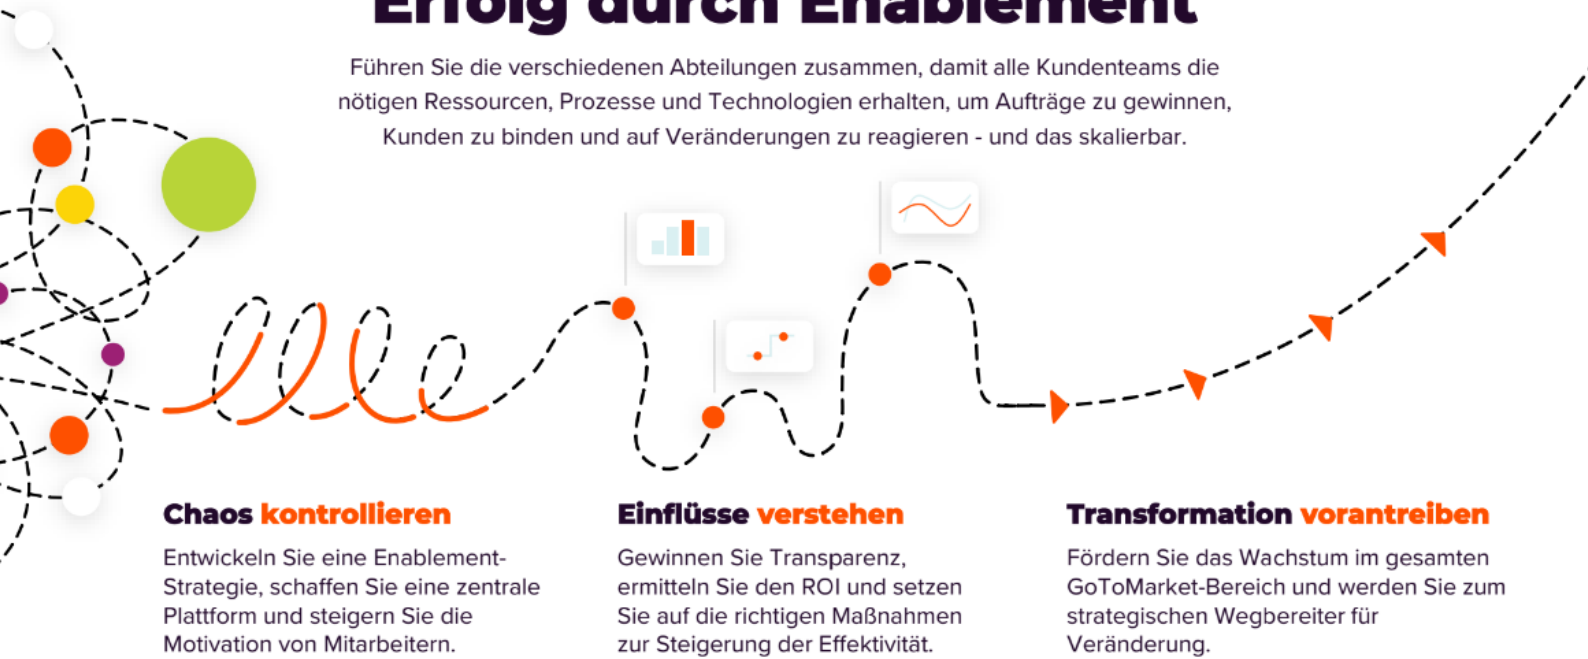 Erfolg durch Enablement
Führen Sie die verschiedenen Abteilungen zusammen, damit alle Kundenteams die
nötigen Ressourcen, Prozesse und Technologien erhalten, um Aufträge zu gewinnen,
Kunden zu binden und auf Veränderungen zu reagieren - und das skalierbar.
Chaos kontrollieren
Entwickeln Sie eine Enablement-
Strategie, schaffen Sie eine zentrale
Plattform und steigern Sie die
Motivation von Mitarbeitern.
Einflüsse verstehen
Gewinnen Sie Transparenz,
ermitteln Sie den ROI und setzen
Sie auf die richtigen Maßnahmen
zur Steigerung der Effektivität.
Transformation vorantreiben
Fördern Sie das Wachstum im gesamten
GoToMarket-Bereich und werden Sie zum
strategischen Wegbereiter für
Veränderung.